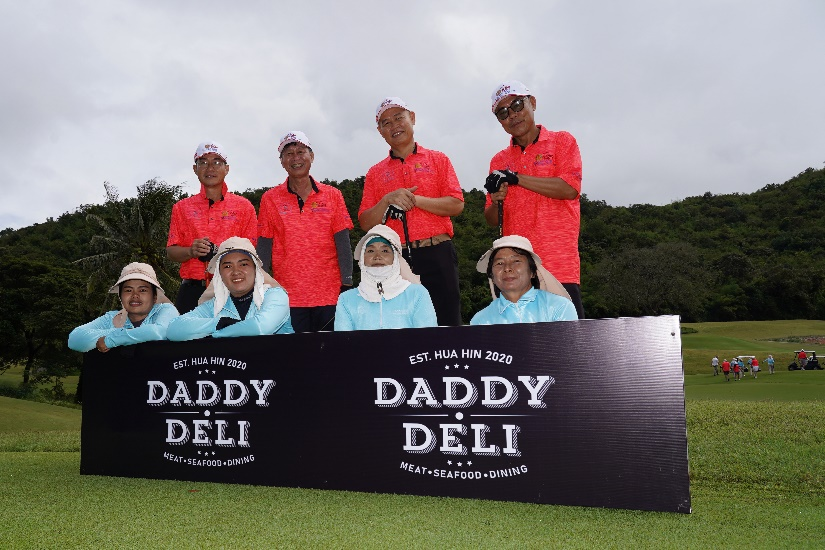 EST. HUA HIN 2020
DADDY
DELI
MEAT•SEAFOOD•DINING
EST. HUA HIN 2020
DADDY
DELI
MEAT•SEAFOOD•DINING